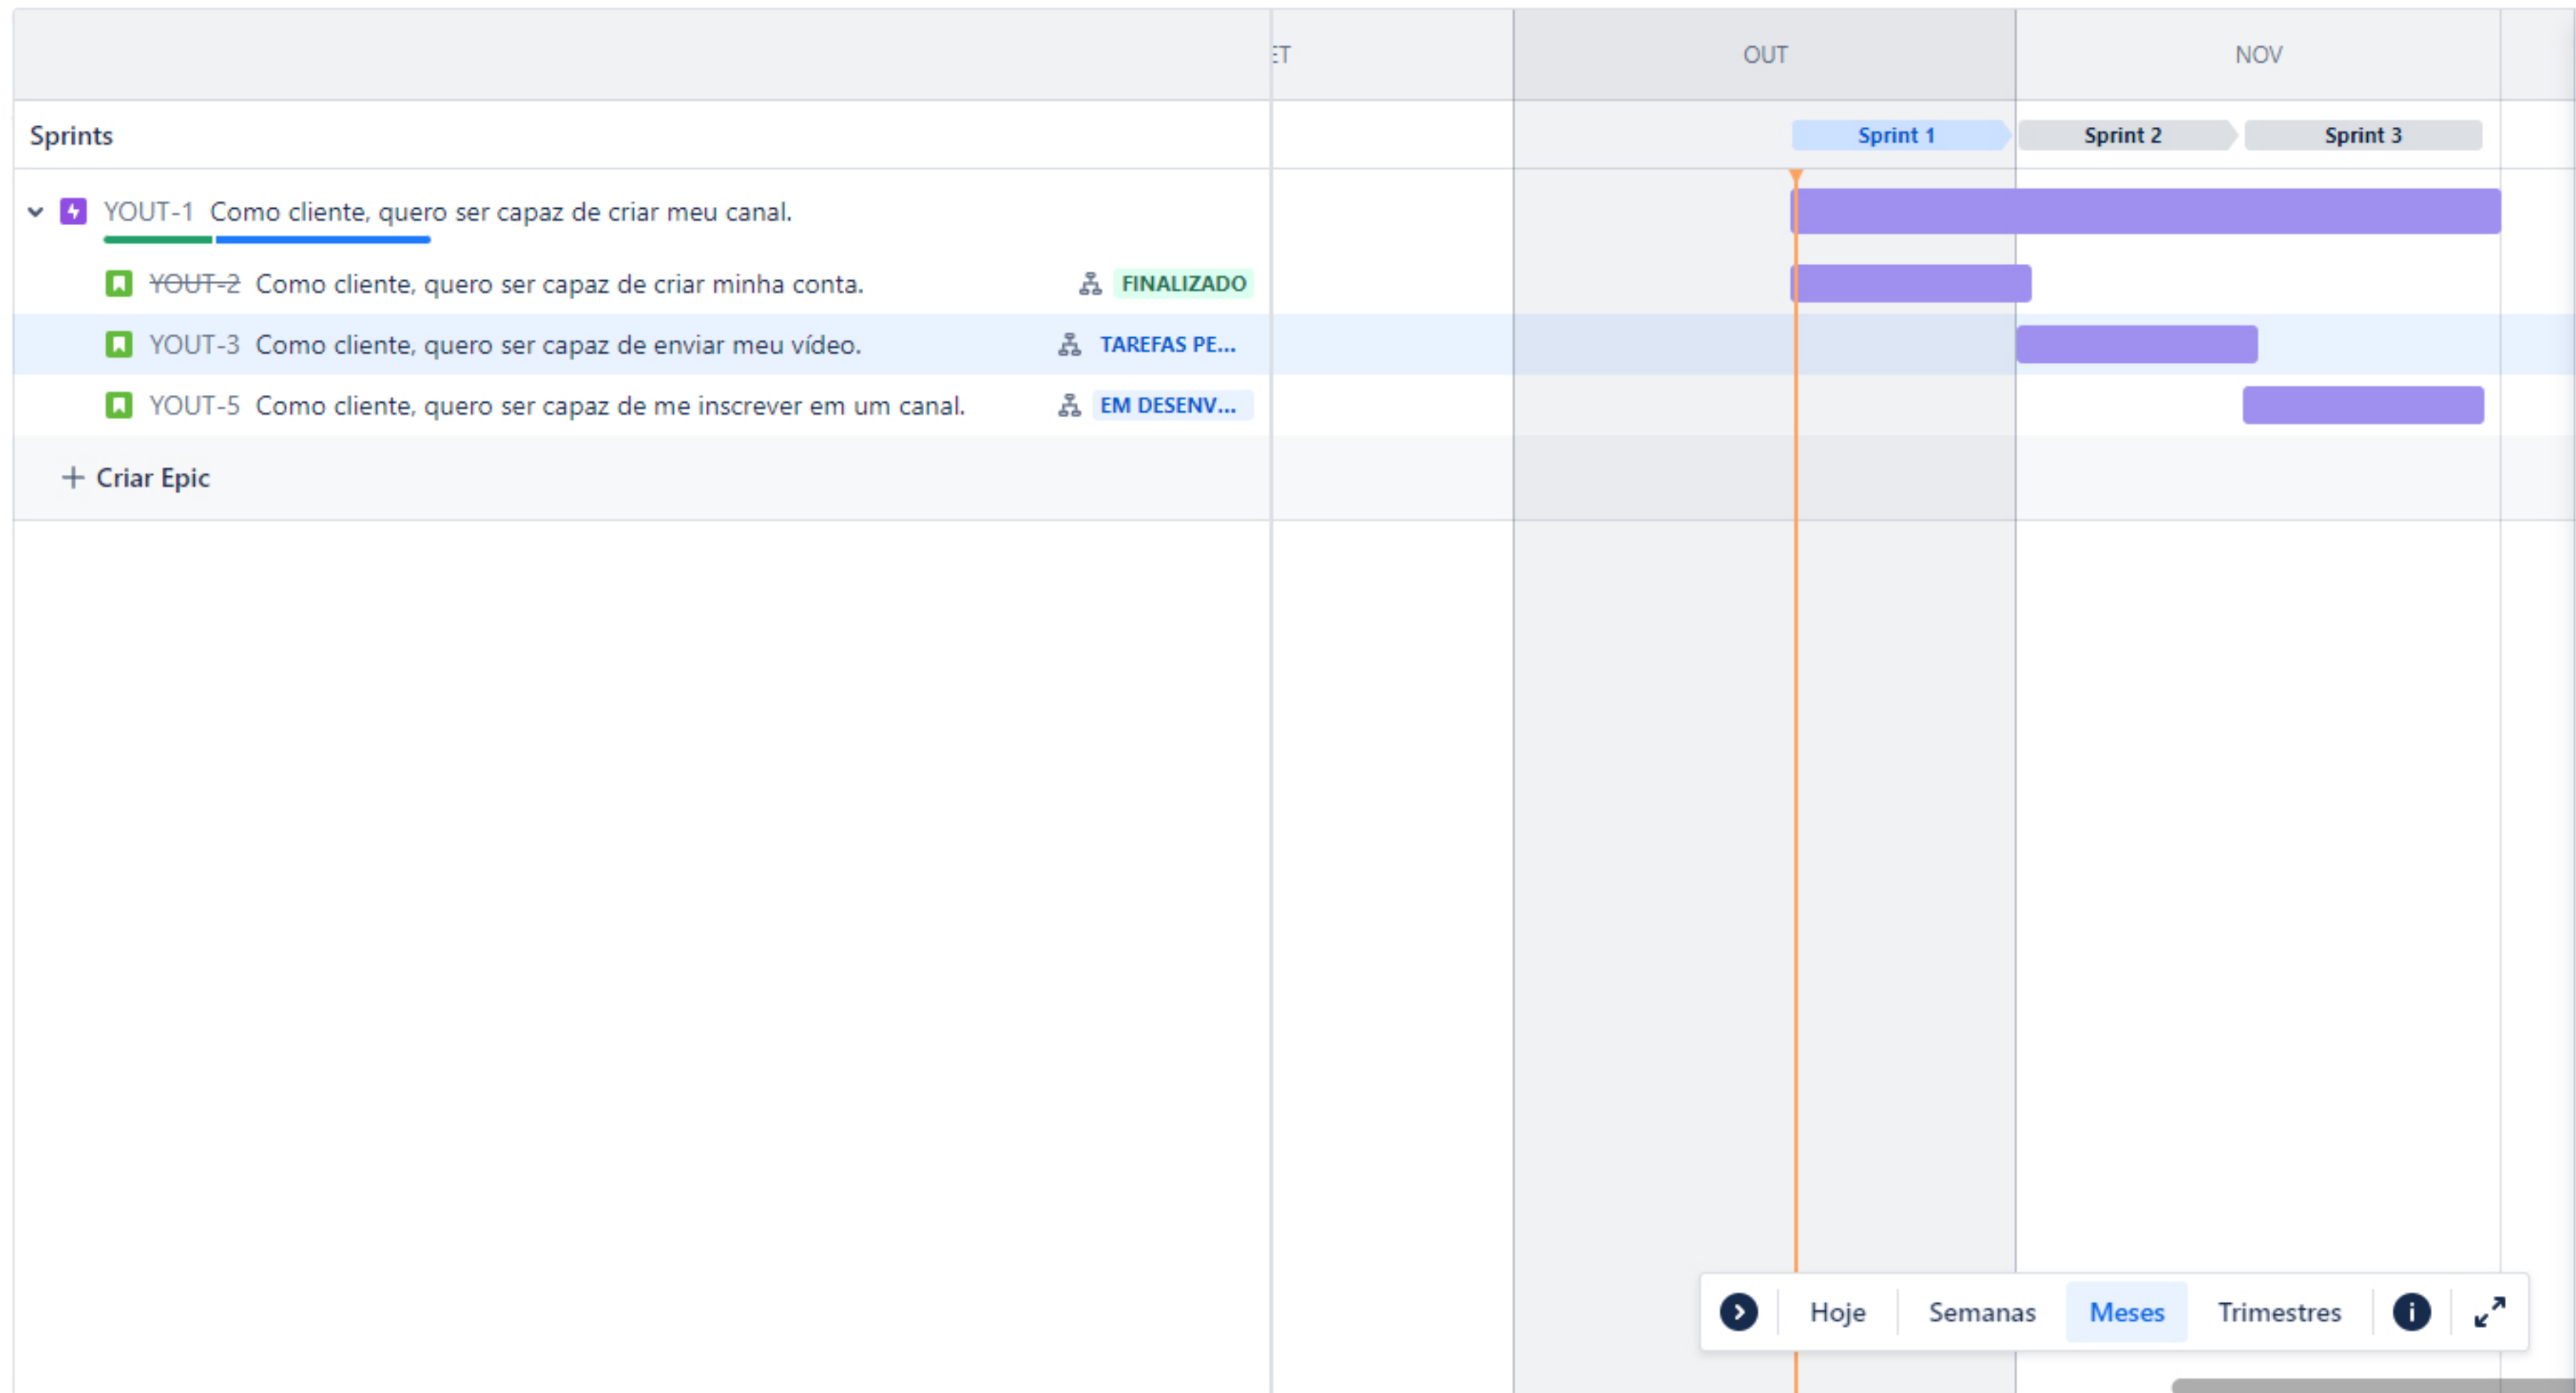 ET OUT NOV
Sprints Sprint 1 Sprint 2 Sprint 3
YOUT-1 Como cliente, quero ser capaz de criar meu canal.
YOUT-2 Como cliente, quero ser capaz de criar minha conta. FINALIZADO
YOUT-3 Como cliente, quero ser capaz de enviar meu vídeo. TAREFAS PE...
YOUT-5 Como cliente, quero ser capaz de me inscrever em um canal. EM DESENV...
Criar Epic
Hoje Semanas Meses Trimestres